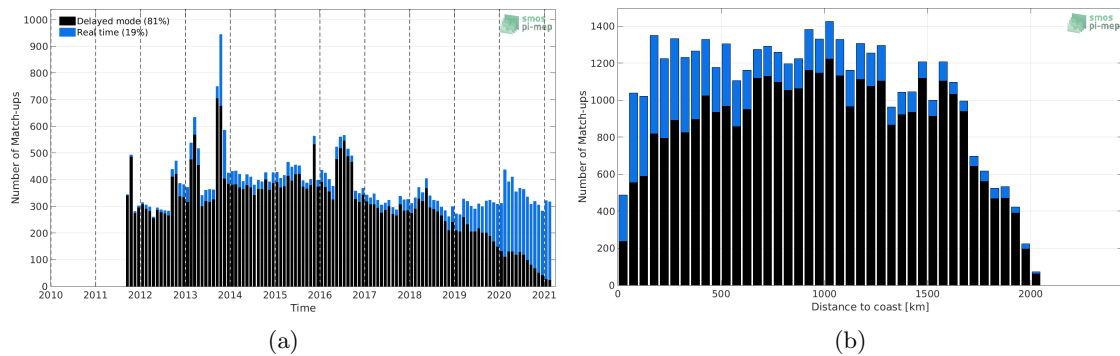 Delayed mode (81%)
Real time (19%)
smos
pi-mep
Number of Match-ups
1000
900
800
700
600
500
400
300
200
100
0
2010 2011 2012 2013 2014 2015 2016 2017 2018 2019 2020 2021
Time
(a)
smos
pi-mep
Number of Match-ups
1400
1200
1000
800
600
400
200
0
0 500 1000 1500 2000
Distance to coast [km]
(b)